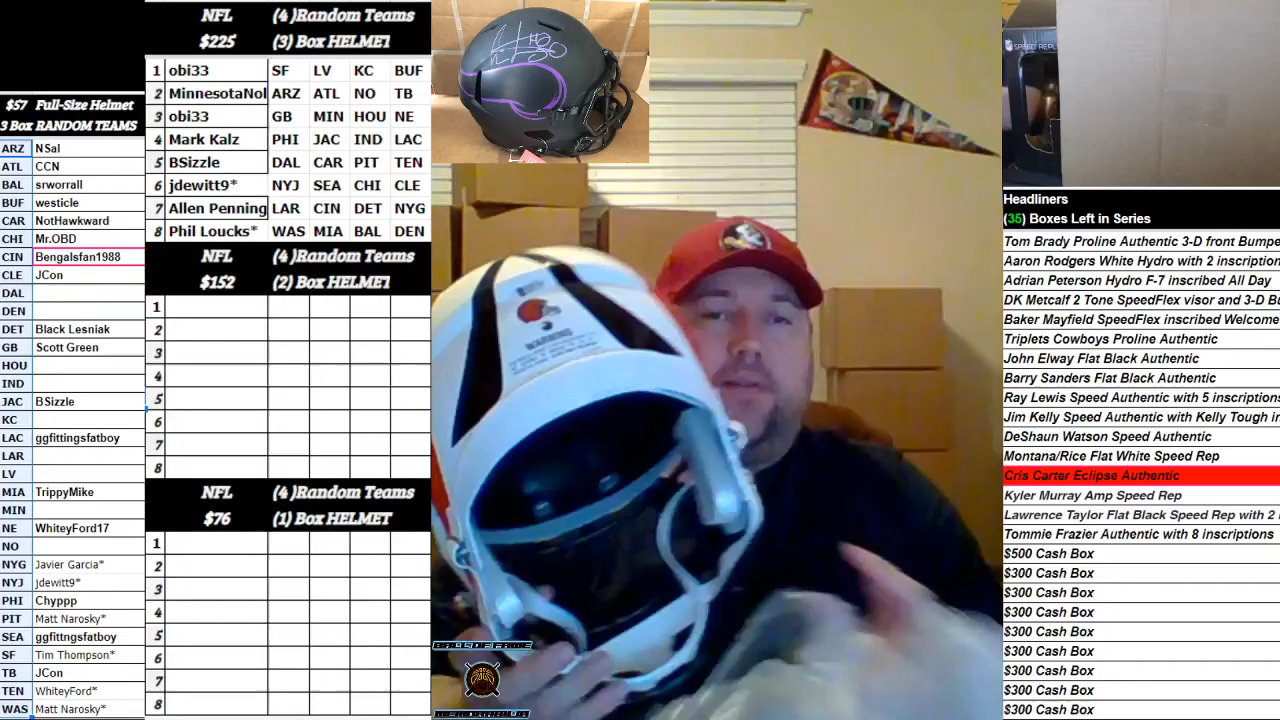 $57 Full-Size Helmet
3 Box RANDOM TEAMS
ARZ NSal
ATL CCN
BAL srworrall
BUF westicle
CAR NotHawkward
CHI Mr.OBD
CIN Bengalsfan1988
CLE JCon
DAL
DEN
DET Black Lesniak
GB Scott Green
HOU
IND
JAC BSizzle
KC
LAC ggfittingsfatboy
LAR
LV
MIA TrippyMike
MIN
NE WhiteyFord17
NO
NYG Javier Garcia*
NYJ jdewitt9*
PHI Chyppp
PIT Matt Narosky*
SEA ggfittngsfatboy
SF Tim Thompson*
TB JCon
TEN WhiteyFord*
WAS Matt Narosky*
NFL (4 )Random Teams
$225 (3) Box HELMET
1 obi33 SF LV KC BUF
2 MinnesotaNol ARZ ATL NO TB
3 obi33 GB MIN HOU NE
4 Mark Kalz PHI JAC IND LAC
5 BSizzle DAL CAR PIT TEN
6 jdewitt9* NYJ SEA CHI CLE
7 Allen Penning LAR CIN DET NYG
8 Phil Loucks* WAS MIA BAL DEN
NFL (4 )Random Teams
$152 (2) Box HELMET
1
2
3
4
5
6
7
8
NFL (4 )Random Teams
$76 (1) Box HELMET
1
2
3
4
5
6
7
8
WARNING
BALLS OF FAME
SPEED REPL
Headliners
(35) Boxes Left in Series
Tom Brady Proline Authentic 3-D front Bumpe
Aaron Rodgers White Hydro with 2 inscription
Adrian Peterson Hydro F-7 inscribed All Day
DK Metcalf 2 Tone SpeedFlex visor and 3-D B
Baker Mayfield SpeedFlex inscribed Welcome
Triplets Cowboys Proline Authentic
John Elway Flat Black Authentic
Barry Sanders Flat Black Authentic
Ray Lewis Speed Authentic with 5 inscriptions
Jim Kelly Speed Authentic with Kelly Tough in
DeShaun Watson Speed Authentic
Montana/Rice Flat White Speed Rep
Cris Carter Eclipse Authentic
Kyler Murray Amp Speed Rep
Lawrence Taylor Flat Black Speed Rep with 2 I
Tommie Frazier Authentic with 8 inscriptions
$500 Cash Box
$300 Cash Box
$300 Cash Box
$300 Cash Box
$300 Cash Box
$300 Cash Box
$300 Cash Box
$300 Cash Box
$300 Cash Box